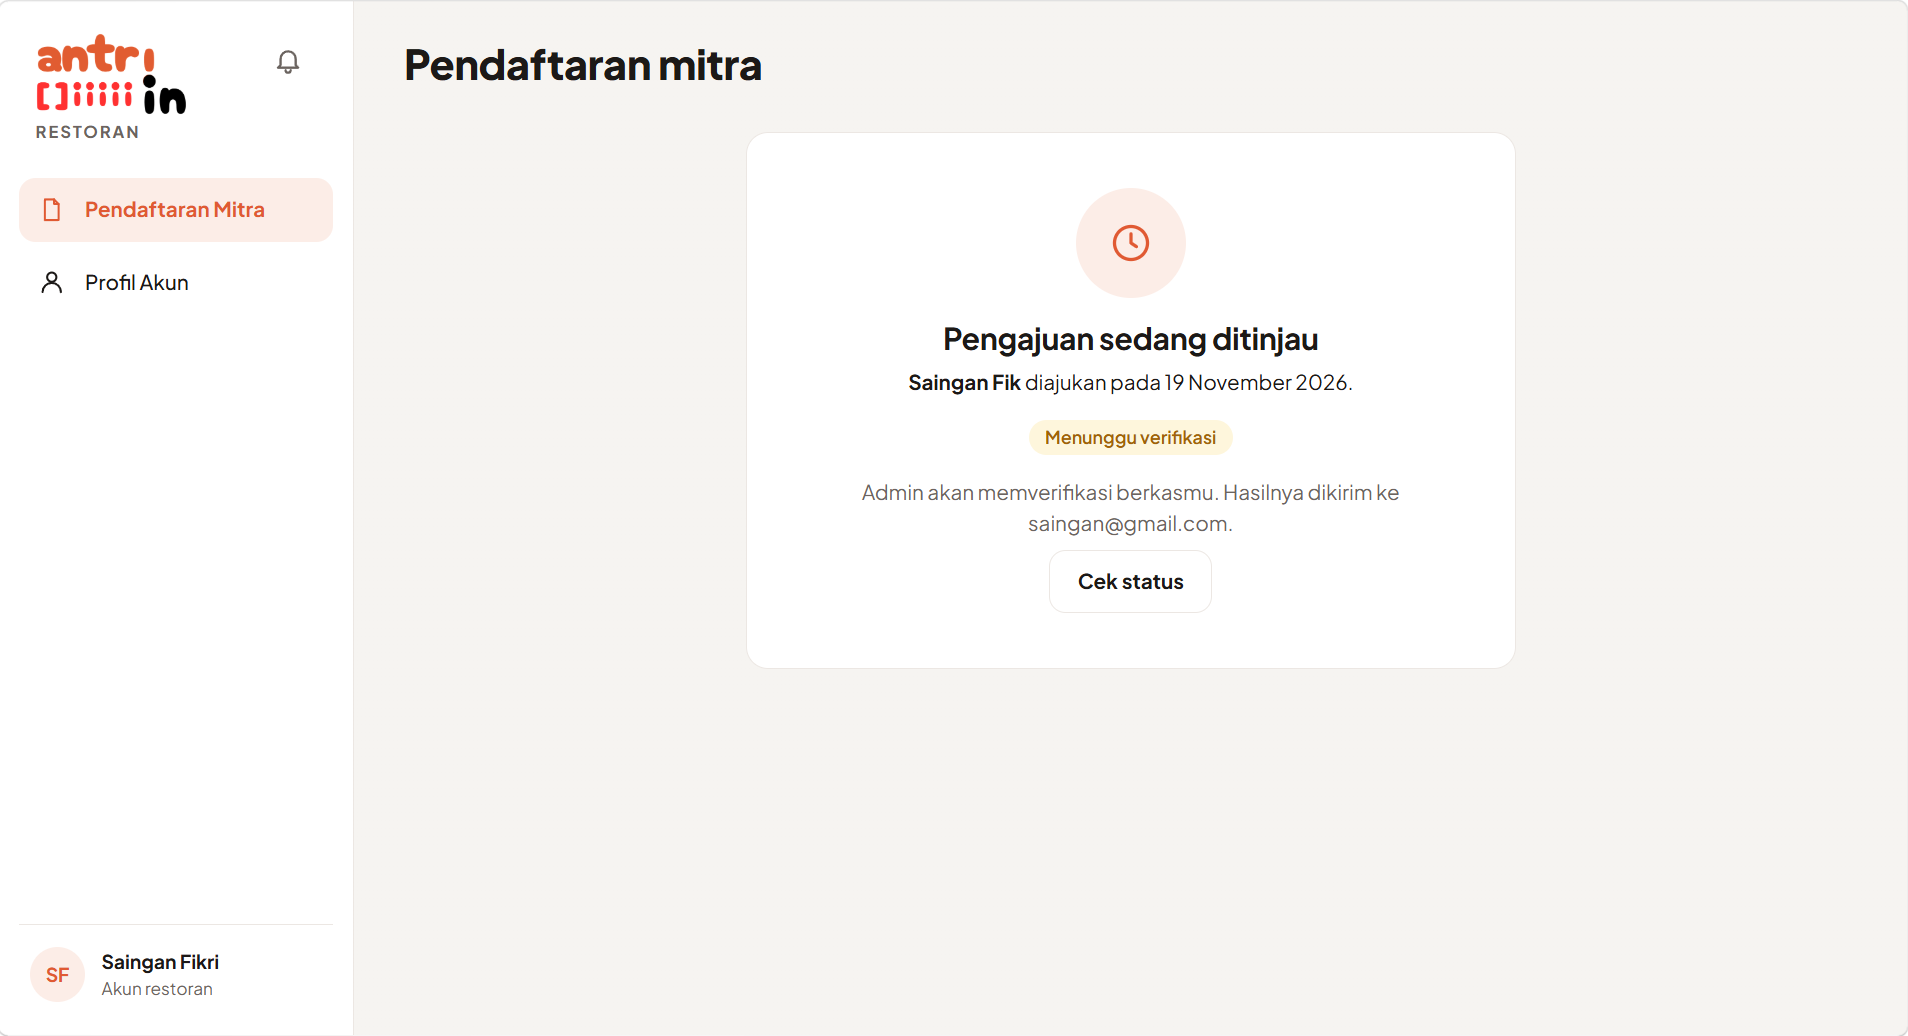 antri
[]iiiii in
RESTORAN
Pendaftaran Mitra
Profil Akun
SF
Saingan Fikri
Akun restoran
Pendaftaran mitra
Pengajuan sedang ditinjau
Saingan Fik diajukan pada 19 November 2026.
Menunggu verifikasi
Admin akan memverifikasi berkasmu. Hasilnya dikirim ke
saingan@gmail.com.
Cek status